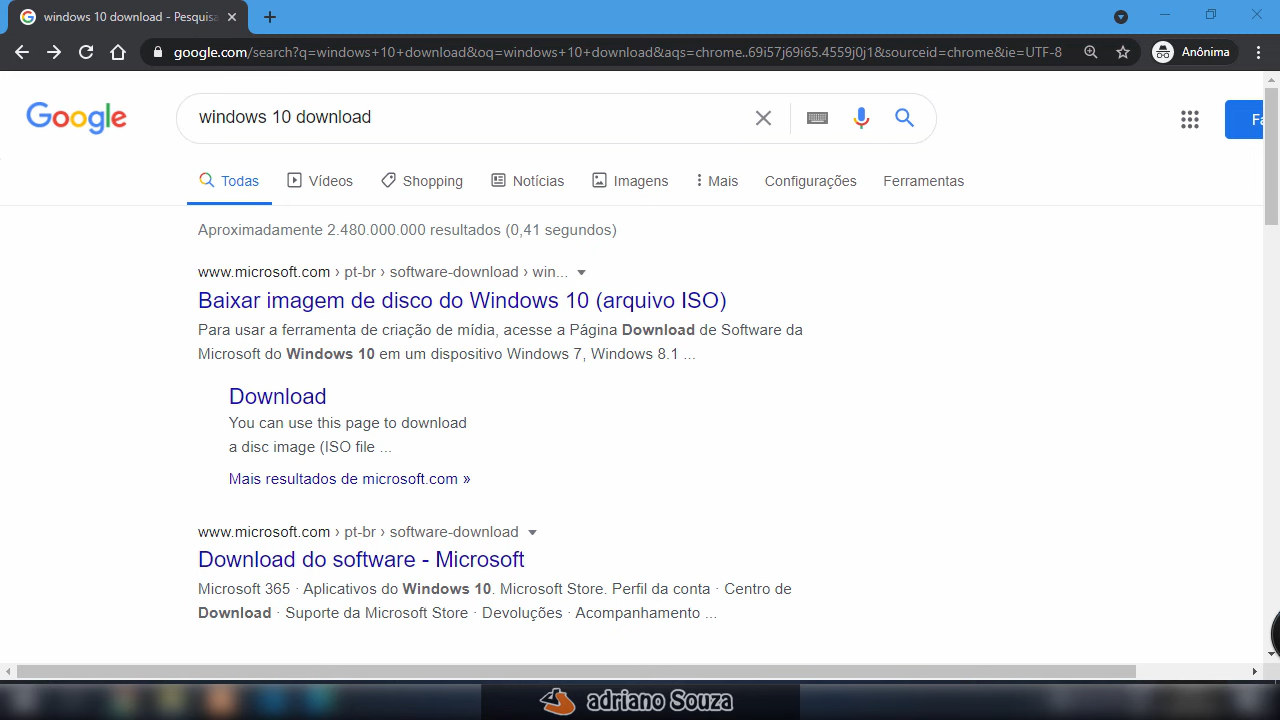 windows 10 download - Pesquisa
google.com/search?q=windows+10+download&oq=windows+10+download&aqs=chrome..69i57j69i65.4559j0j1&sourceid=chrome&ie=UTF-8
Anônima
Google
windows 10 download
Fa
Todas Vídeos Shopping Notícias Imagens Mais Configurações Ferramentas
Aproximadamente 2.480.000.000 resultados (0,41 segundos)
www.microsoft.com › pt-br › software-download › win...
Baixar imagem de disco do Windows 10 (arquivo ISO)
Para usar a ferramenta de criação de mídia, acesse a Página Download de Software da
Microsoft do Windows 10 em um dispositivo Windows 7, Windows 8.1 ...
Download
You can use this page to download
a disc image (ISO file ...
Mais resultados de microsoft.com »
www.microsoft.com › pt-br › software-download
Download do software - Microsoft
Microsoft 365 · Aplicativos do Windows 10. Microsoft Store. Perfil da conta · Centro de
Download · Suporte da Microsoft Store · Devoluções · Acompanhamento ...
adriano Souza